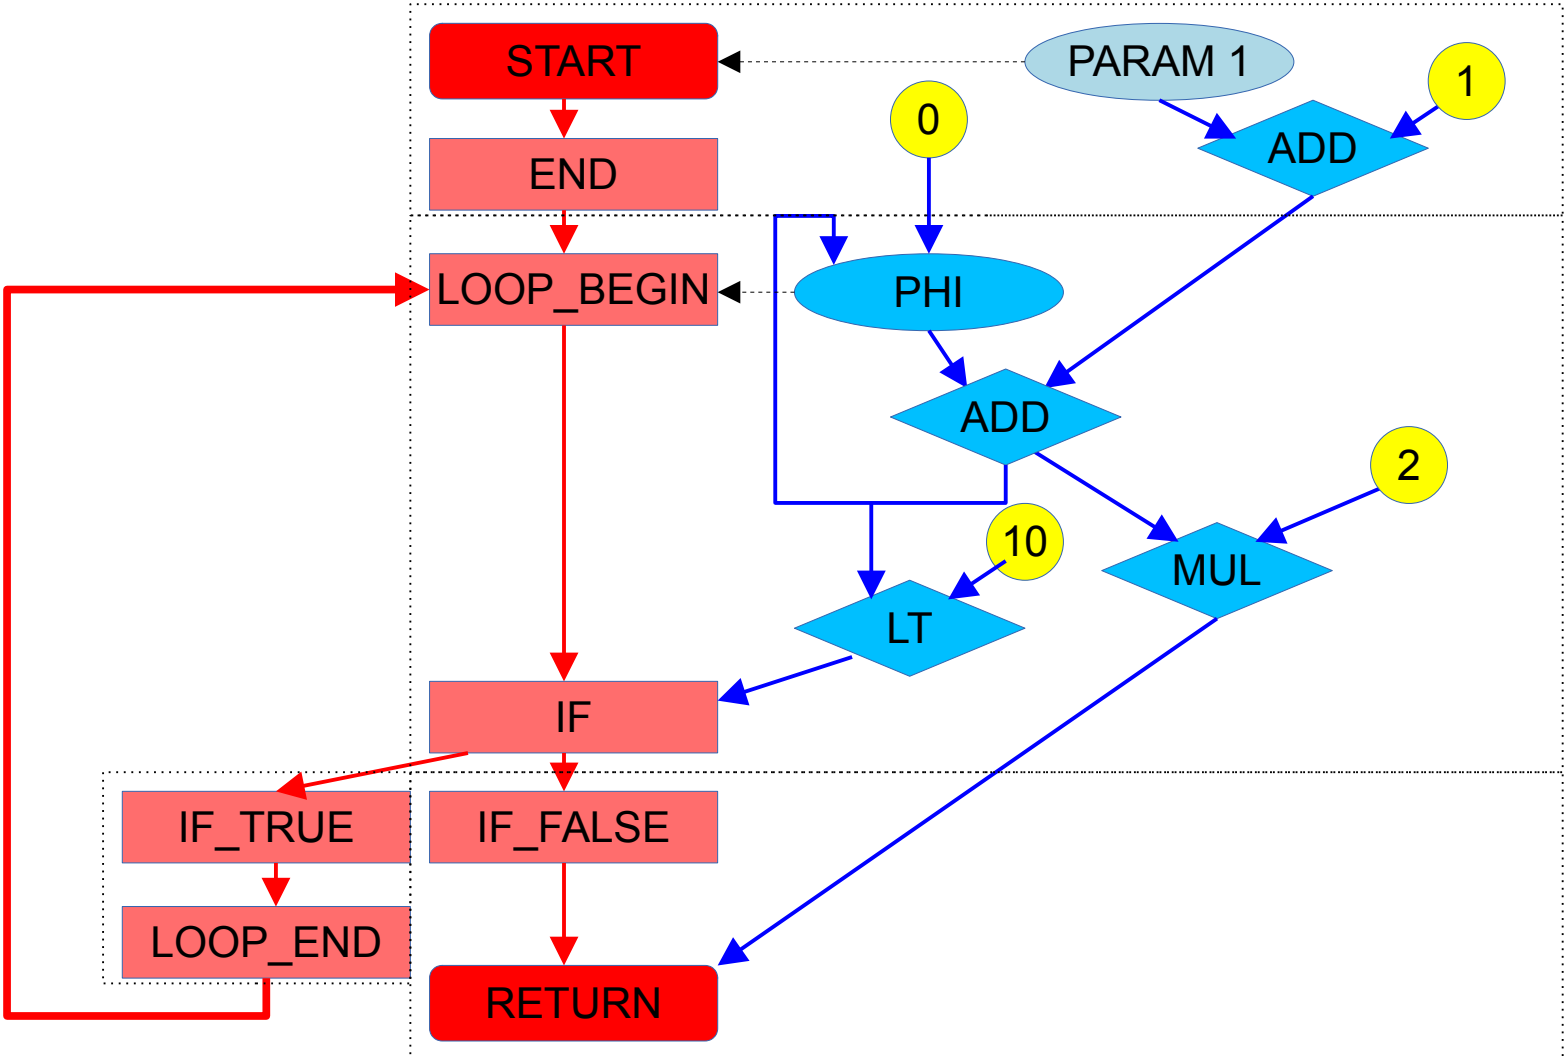 START
PARAM 1
1
0
ADD
END
LOOP_BEGIN
PHI
ADD
2
10
MUL
LT
IF
IF_TRUE
IF_FALSE
LOOP_END
RETURN